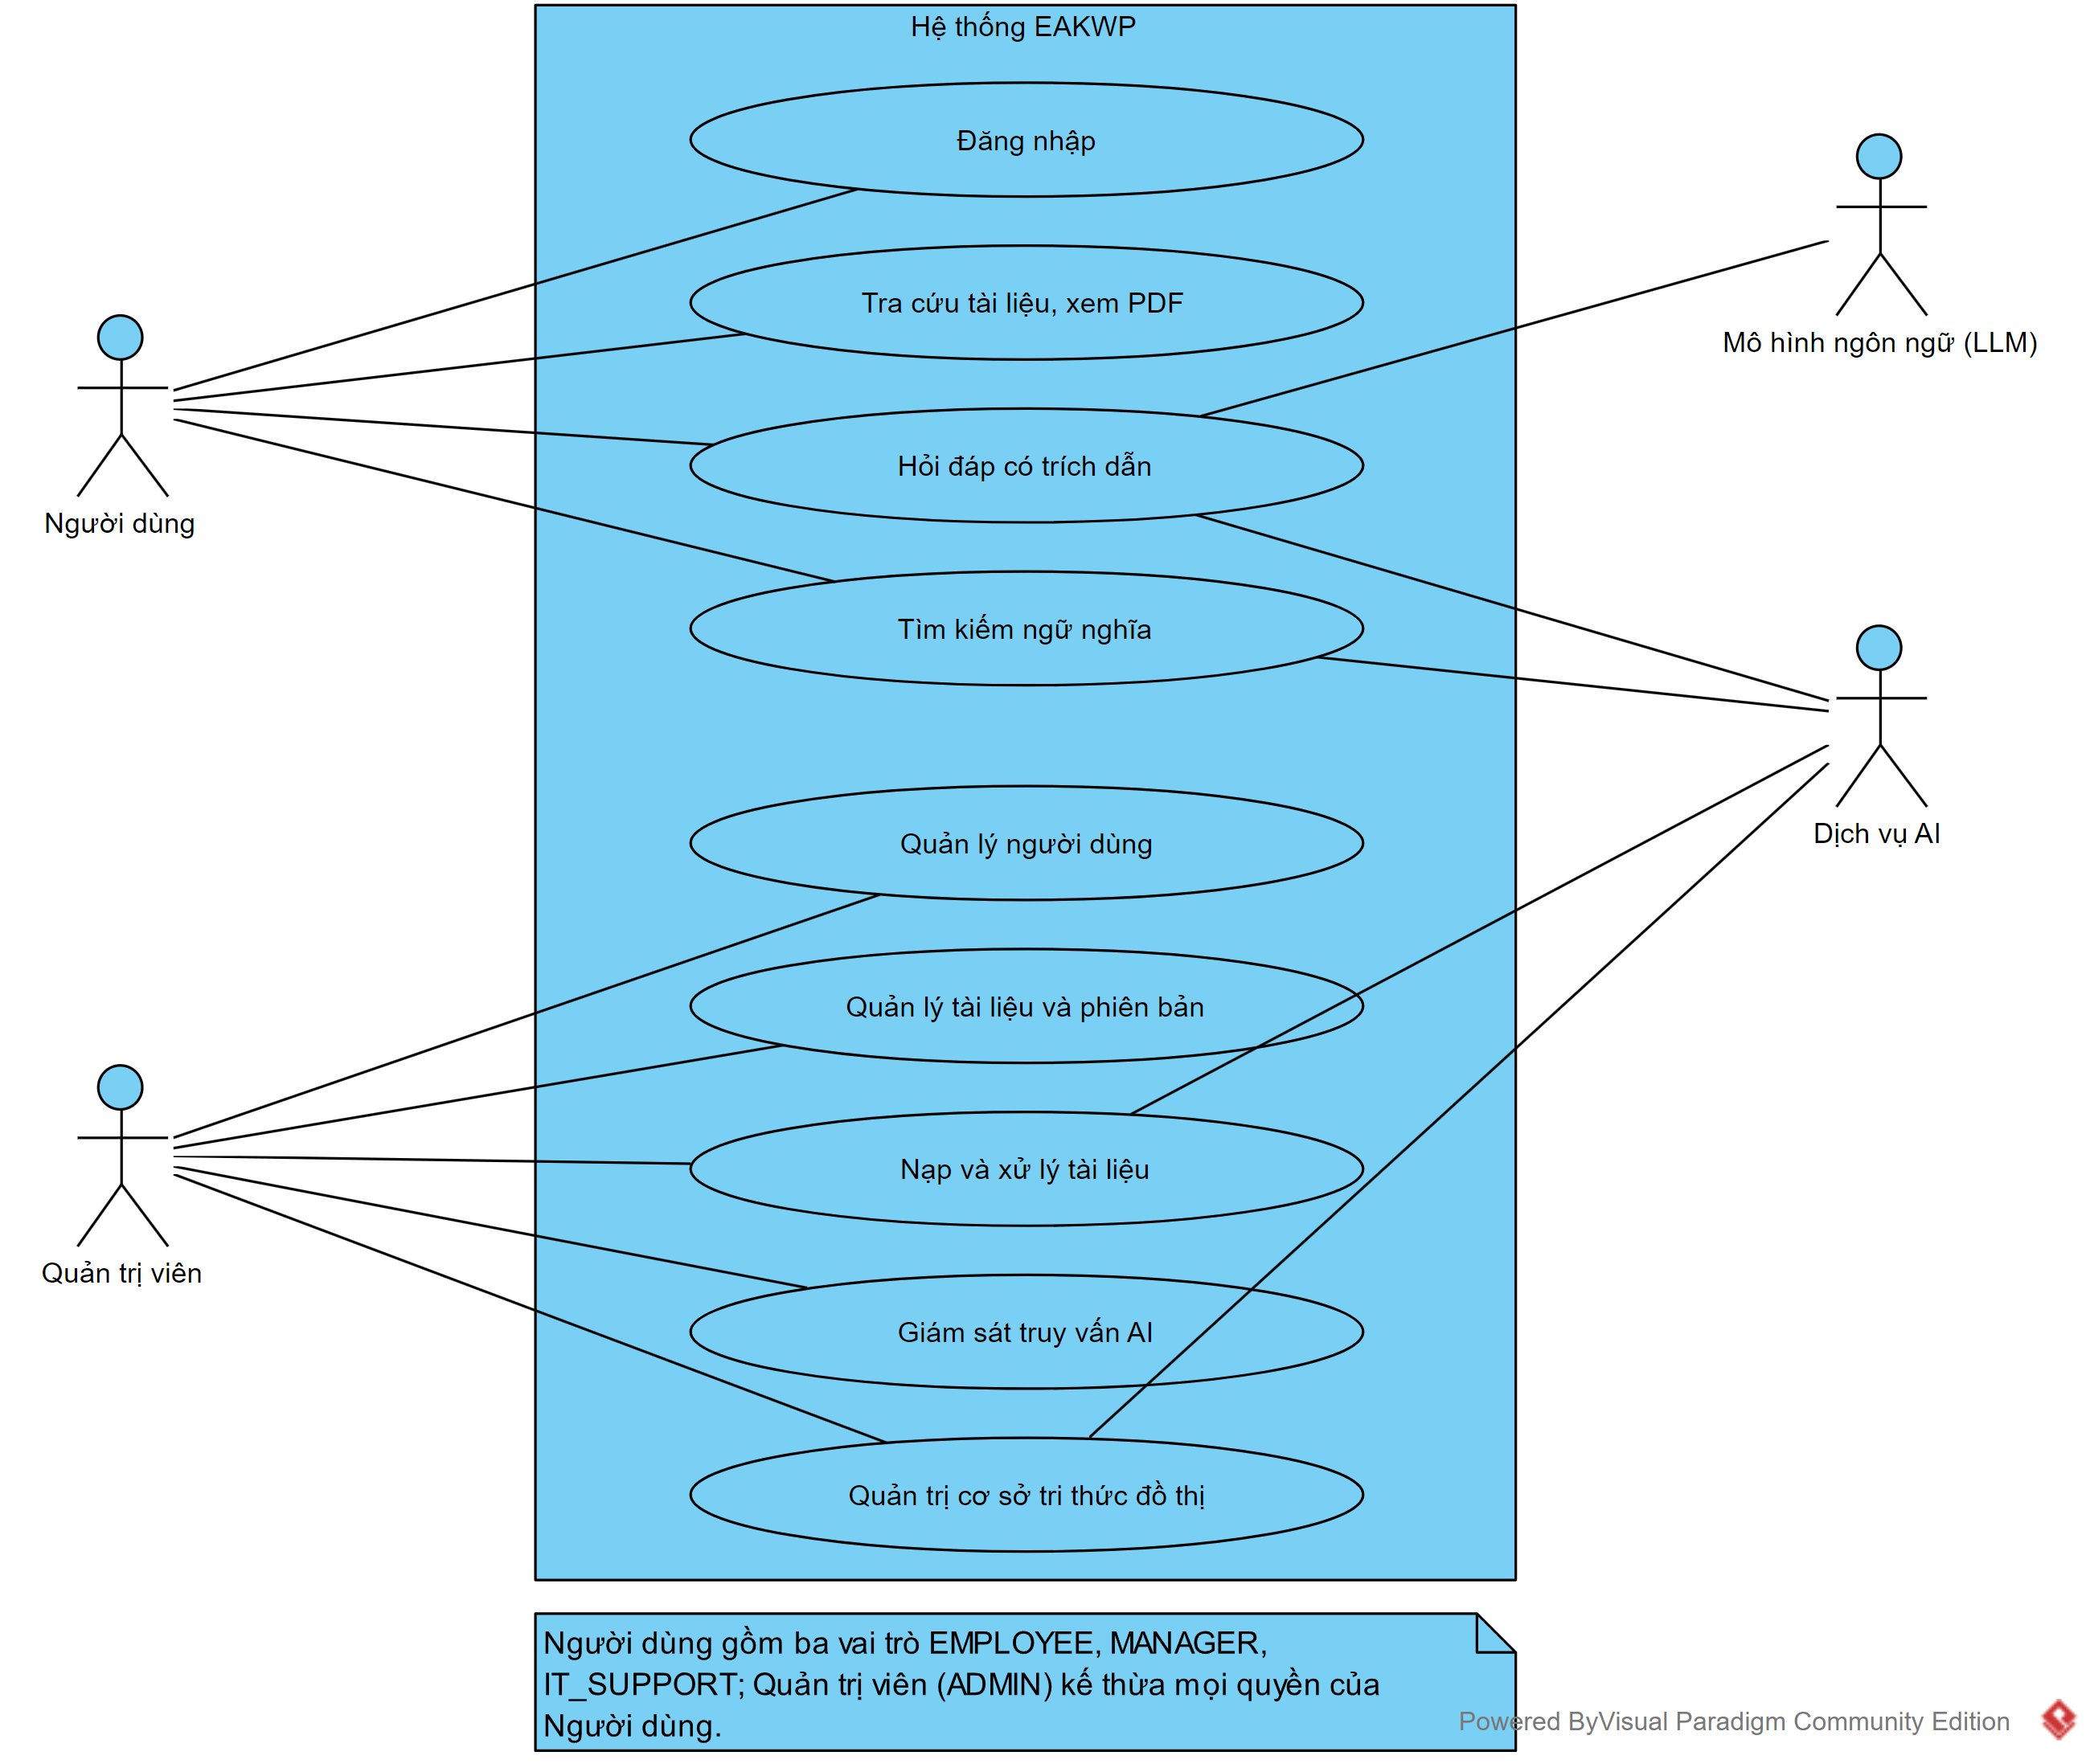 Hệ thống EAKWP
Đăng nhập
Tra cứu tài liệu, xem PDF
Mô hình ngôn ngữ (LLM)
Hỏi đáp có trích dẫn
Người dùng
Tìm kiếm ngữ nghĩa
Dịch vụ AI
Quản lý người dùng
Quản lý tài liệu và phiên bản
Nạp và xử lý tài liệu
Quản trị viên
Giám sát truy vấn AI
Quản trị cơ sở tri thức đồ thị
Người dùng gồm ba vai trò EMPLOYEE, MANAGER,
IT_SUPPORT; Quản trị viên (ADMIN) kế thừa mọi quyền của
Người dùng.
Powered ByVisual Paradigm Community Edition